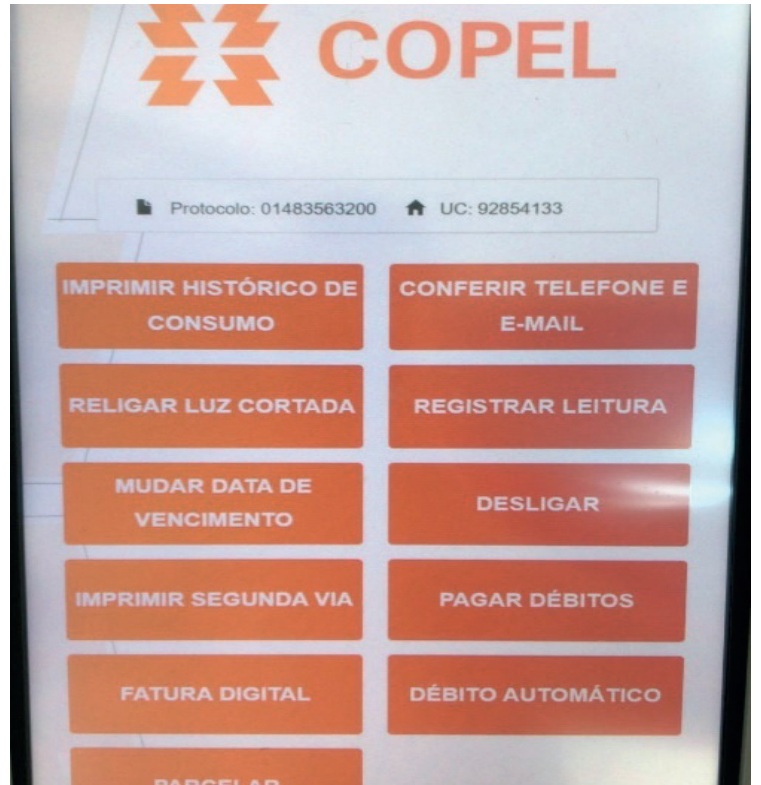 COPEL
Protocolo: 01483563200 UC: 92854133
IMPRIMIR HISTÓRICO DE
CONSUMO
CONFERIR TELEFONE E
E-MAIL
RELIGAR LUZ CORTADA
REGISTRAR LEITURA
MUDAR DATA DE
VENCIMENTO
DESLIGAR
IMPRIMIR SEGUNDA VIA
PAGAR DÉBITOS
FATURA DIGITAL
DÉBITO AUTOMÁTICO
PARCELAR